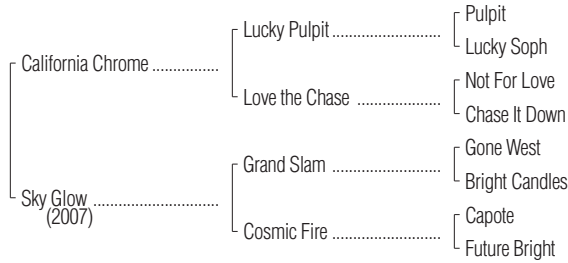 Pulpit
Lucky Pulpit ........................
Lucky Soph
California Chrome ................
Not For Love
Love the Chase ...................
Chase It Down
Gone West
Grand Slam ........................
Bright Candles
Sky Glow ..............................
(2007)
Capote
Cosmic Fire .........................
Future Bright